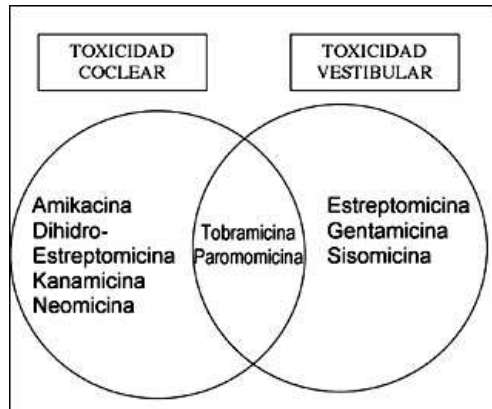 TOXICIDAD
COCLEAR
TOXICIDAD
VESTIBULAR
Amikacina
Dihidro-
Estreptomicina
Kanamicina
Neomicina
Tobramicina
Paromomicina
Estreptomicina
Gentamicina
Sisomicina